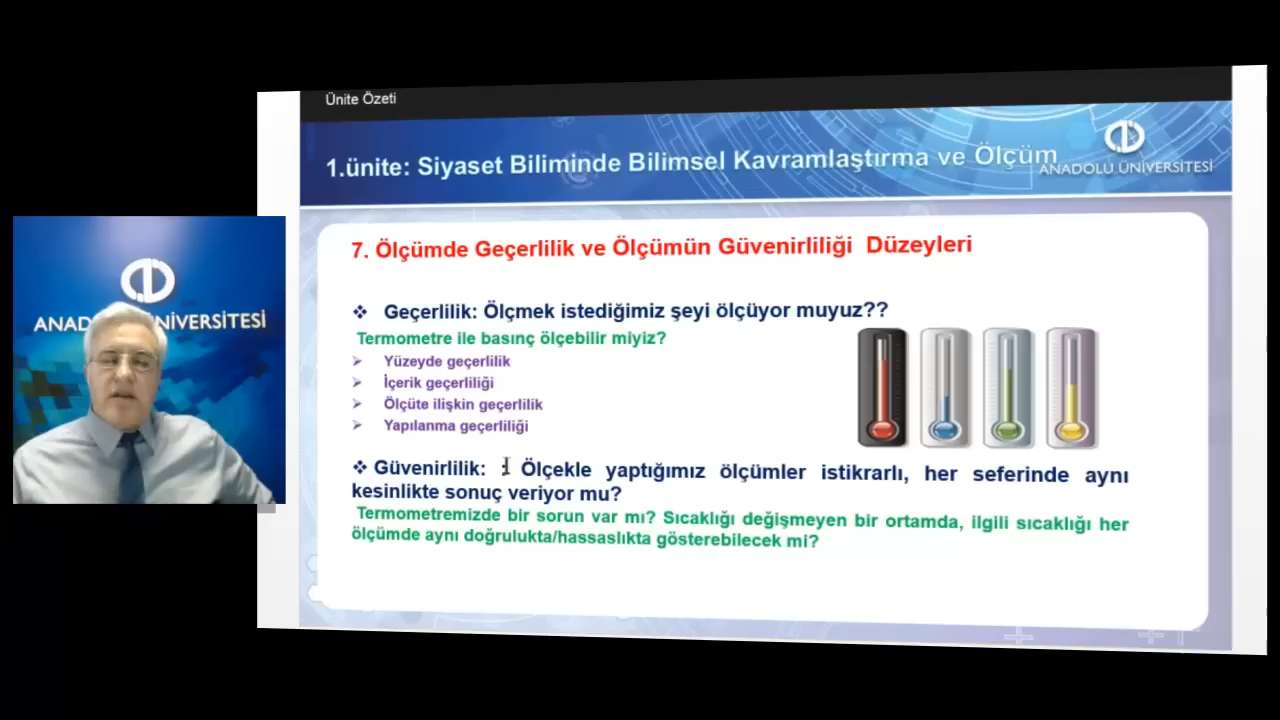 Ünite Özeti
1.ünite: Siyaset Biliminde Bilimsel Kavramlaştırma ve Ölçüm
ANADOLU ÜNİVERSİTESİ
7. Ölçümde Geçerlilik ve Ölçümün Güvenirliliği Düzeyleri
Geçerlilik: Ölçmek istediğimiz şeyi ölçüyor muyuz??
Termometre ile basınç ölçebilir miyiz?
Yüzeyde geçerlilik
İçerik geçerliliği
Ölçüte ilişkin geçerlilik
Yapılanma geçerliliği
Güvenirlilik: Ölçekle yaptığımız ölçümler istikrarlı, her seferinde aynı
kesinlikte sonuç veriyor mu?
Termometremizde bir sorun var mı? Sıcaklığı değişmeyen bir ortamda, ilgili sıcaklığı her
ölçümde aynı doğrulukta/hassaslıkta gösterebilecek mi?